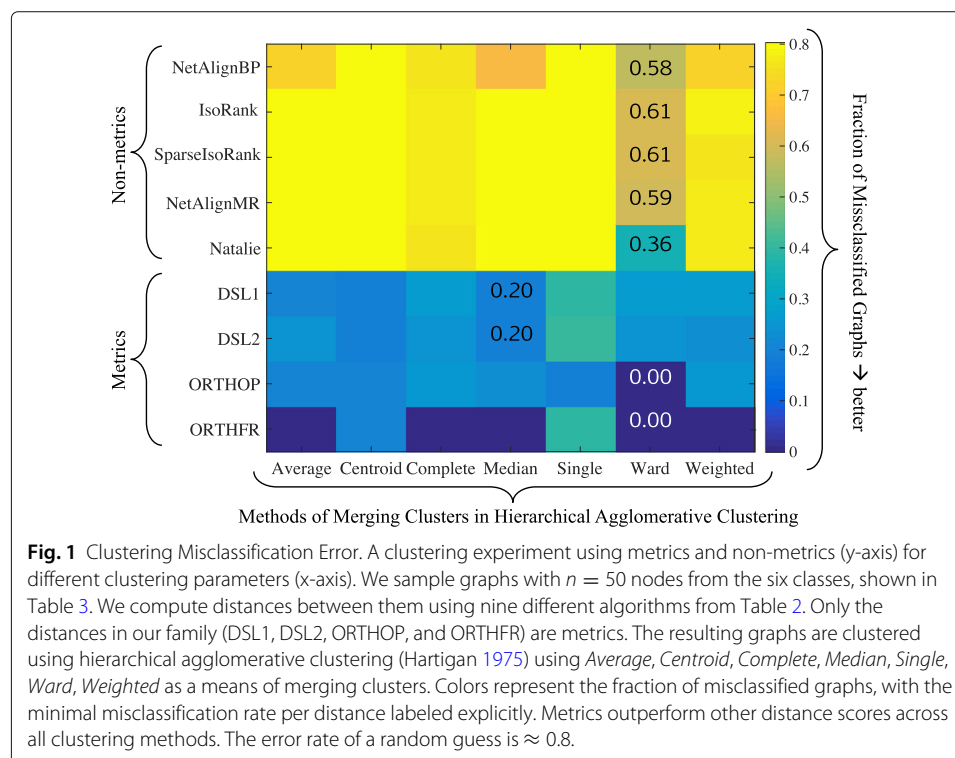 Non-metrics
Metrics
NetAlignBP
IsoRank
SparseIsoRank
NetAlignMR
Natalie
DSL1
DSL2
ORTHOP
ORTHFR
0.58
0.61
0.61
0.59
0.36
0.20
0.20
0.00
0.00
Average Centroid Complete Median Single Ward Weighted
Methods of Merging Clusters in Hierarchical Agglomerative Clustering
0.8
0.7
0.6
0.5
0.4
0.3
0.2
0.1
0
Fraction of Missclassified Graphs → better
Fig. 1 Clustering Misclassification Error. A clustering experiment using metrics and non-metrics (y-axis) for
different clustering parameters (x-axis). We sample graphs with n = 50 nodes from the six classes, shown in
Table 3. We compute distances between them using nine different algorithms from Table 2. Only the
distances in our family (DSL1, DSL2, ORTHOP, and ORTHFR) are metrics. The resulting graphs are clustered
using hierarchical agglomerative clustering (Hartigan 1975) using Average, Centroid, Complete, Median, Single,
Ward, Weighted as a means of merging clusters. Colors represent the fraction of misclassified graphs, with the
minimal misclassification rate per distance labeled explicitly. Metrics outperform other distance scores across
all clustering methods. The error rate of a random guess is ≈ 0.8.